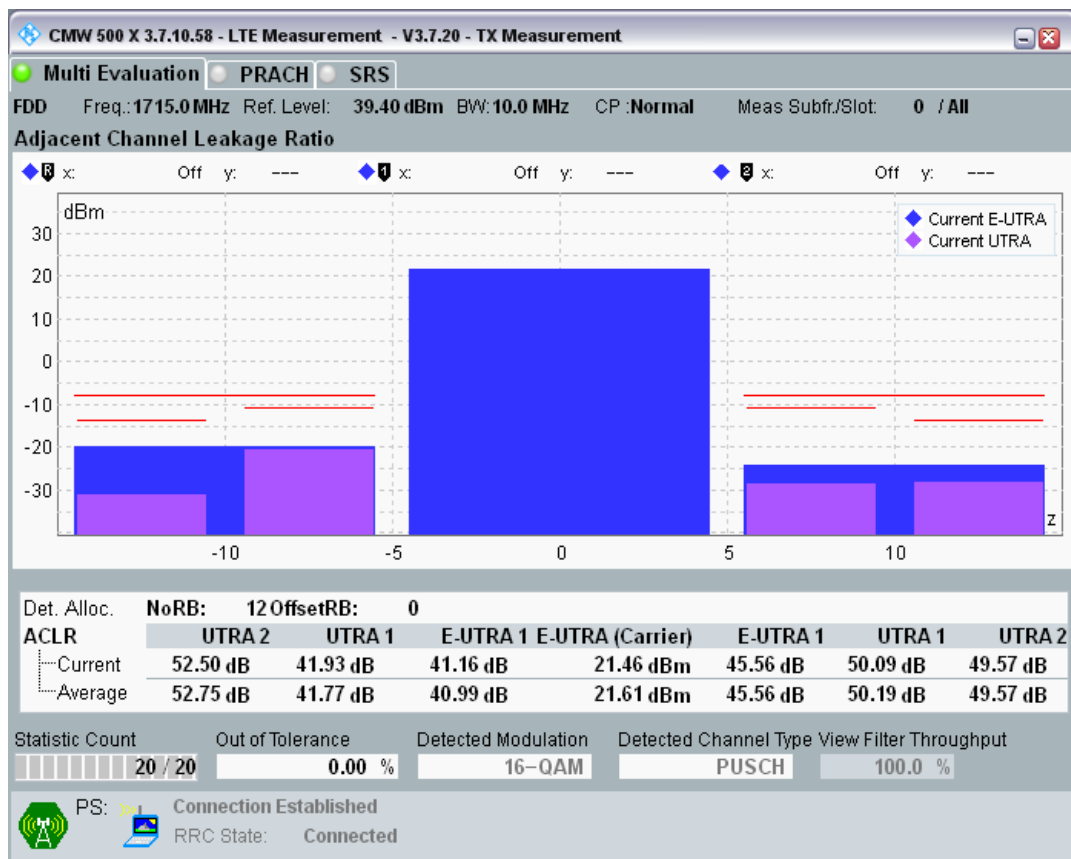 CMW 500 X 3.7.10.58 - LTE Measurement - V3.7.20 - TX Measurement
Multi Evaluation PRACH SRS
FDD Freq.:1715.0 MHz Ref. Level: 39.40 dBm BW:10.0 MHz CP :Normal Meas Subfr./Slot: 0 / All
Adjacent Channel Leakage Ratio
R x: Off y: --- 1 x: Off y: --- 2 x: Off y: ---
dBm
Current E-UTRA
Current UTRA
30
20
10
0
-10
-20
-30
z
-10 -5 0 5 10
Det. Alloc. NoRB: 12 OffsetRB: 0
ACLR UTRA 2 UTRA 1 E-UTRA 1 E-UTRA (Carrier) E-UTRA 1 UTRA 1 UTRA 2
Current 52.50 dB 41.93 dB 41.16 dB 21.46 dBm 45.56 dB 50.09 dB 49.57 dB
Average 52.75 dB 41.77 dB 40.99 dB 21.61 dBm 45.56 dB 50.19 dB 49.57 dB
Statistic Count Out of Tolerance Detected Modulation Detected Channel Type View Filter Throughput
20 / 20 0.00 % 16-QAM PUSCH 100.0 %
PS: Connection Established
RRC State: Connected